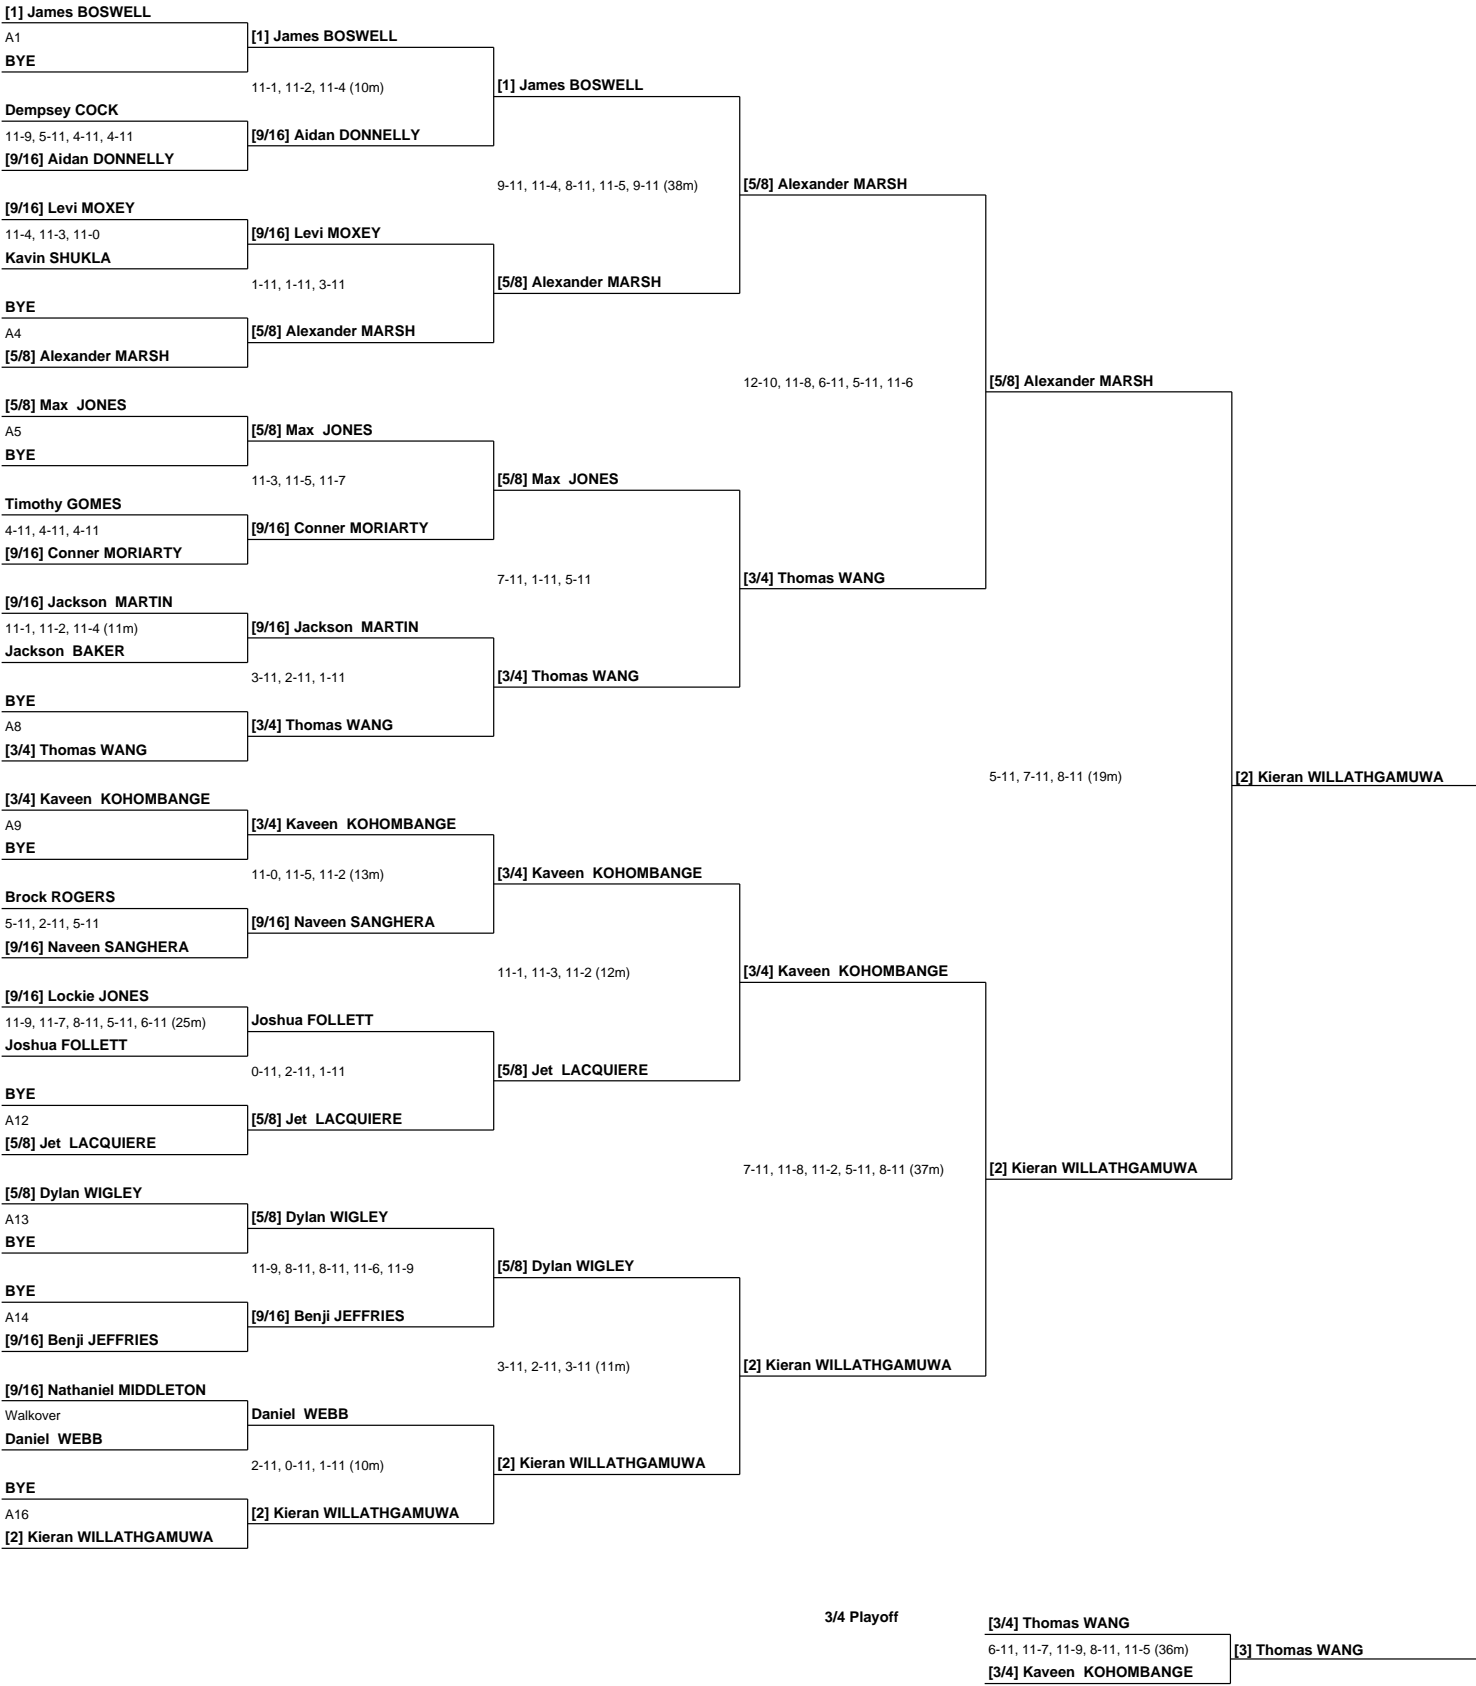 [1] James BOSWELL
A1
BYE
Dempsey COCK
11-9, 5-11, 4-11, 4-11
[9/16] Aidan DONNELLY
[9/16] Levi MOXEY
11-4, 11-3, 11-0
Kavin SHUKLA
BYE
A4
[5/8] Alexander MARSH
[5/8] Max  JONES
A5
BYE
Timothy GOMES
4-11, 4-11, 4-11
[9/16] Conner MORIARTY
[9/16] Jackson  MARTIN
11-1, 11-2, 11-4 (11m)
Jackson  BAKER
BYE
A8
[3/4] Thomas WANG
[3/4] Kaveen  KOHOMBANGE
A9
BYE
Brock ROGERS
5-11, 2-11, 5-11
[9/16] Naveen SANGHERA
[9/16] Lockie JONES
11-9, 11-7, 8-11, 5-11, 6-11 (25m)
Joshua FOLLETT
BYE
A12
[5/8] Jet  LACQUIERE
[5/8] Dylan WIGLEY
A13
BYE
BYE
A14
[9/16] Benji JEFFRIES
[9/16] Nathaniel MIDDLETON
Walkover
Daniel  WEBB
BYE
A16
[2] Kieran WILLATHGAMUWA
[1] James BOSWELL
11-1, 11-2, 11-4 (10m)
[9/16] Aidan DONNELLY
[9/16] Levi MOXEY
1-11, 1-11, 3-11
[5/8] Alexander MARSH
[5/8] Max  JONES
11-3, 11-5, 11-7
[9/16] Conner MORIARTY
[9/16] Jackson  MARTIN
3-11, 2-11, 1-11
[3/4] Thomas WANG
[3/4] Kaveen  KOHOMBANGE
11-0, 11-5, 11-2 (13m)
[9/16] Naveen SANGHERA
Joshua FOLLETT
0-11, 2-11, 1-11
[5/8] Jet  LACQUIERE
[5/8] Dylan WIGLEY
11-9, 8-11, 8-11, 11-6, 11-9
[9/16] Benji JEFFRIES
Daniel  WEBB
2-11, 0-11, 1-11 (10m)
[2] Kieran WILLATHGAMUWA
[1] James BOSWELL
9-11, 11-4, 8-11, 11-5, 9-11 (38m)
[5/8] Alexander MARSH
[5/8] Max  JONES
7-11, 1-11, 5-11
[3/4] Thomas WANG
[3/4] Kaveen  KOHOMBANGE
11-1, 11-3, 11-2 (12m)
[5/8] Jet  LACQUIERE
[5/8] Dylan WIGLEY
3-11, 2-11, 3-11 (11m)
[2] Kieran WILLATHGAMUWA
[5/8] Alexander MARSH
12-10, 11-8, 6-11, 5-11, 11-6
[3/4] Thomas WANG
[3/4] Kaveen  KOHOMBANGE
7-11, 11-8, 11-2, 5-11, 8-11 (37m)
[2] Kieran WILLATHGAMUWA
[5/8] Alexander MARSH
5-11, 7-11, 8-11 (19m)
[2] Kieran WILLATHGAMUWA
[2] Kieran WILLATHGAMUWA
3/4 Playoff
[3/4] Thomas WANG
6-11, 11-7, 11-9, 8-11, 11-5 (36m)
[3/4] Kaveen  KOHOMBANGE
[3] Thomas WANG